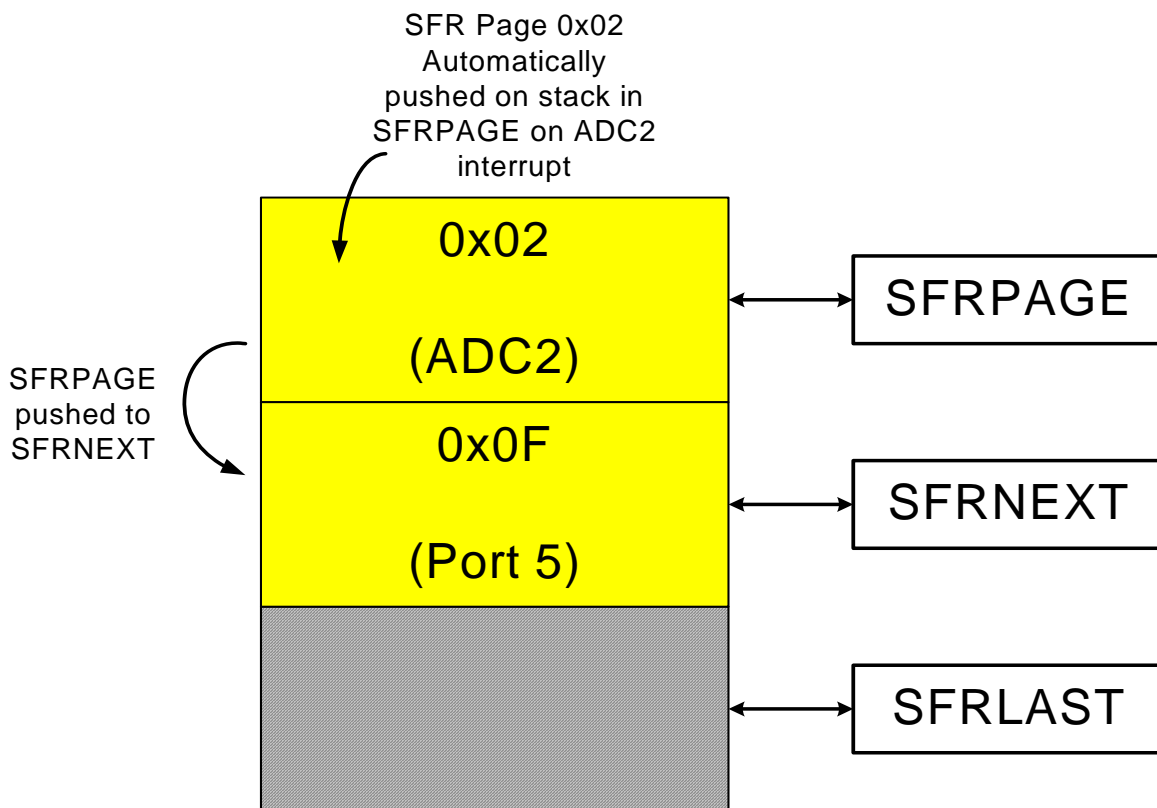 SFR Page 0x02
Automatically
pushed on stack in
SFRPAGE on ADC2
interrupt
0x02
(ADC2)
SFRPAGE
SFRPAGE
pushed to
SFRNEXT
0x0F
(Port 5)
SFRNEXT
SFRLAST